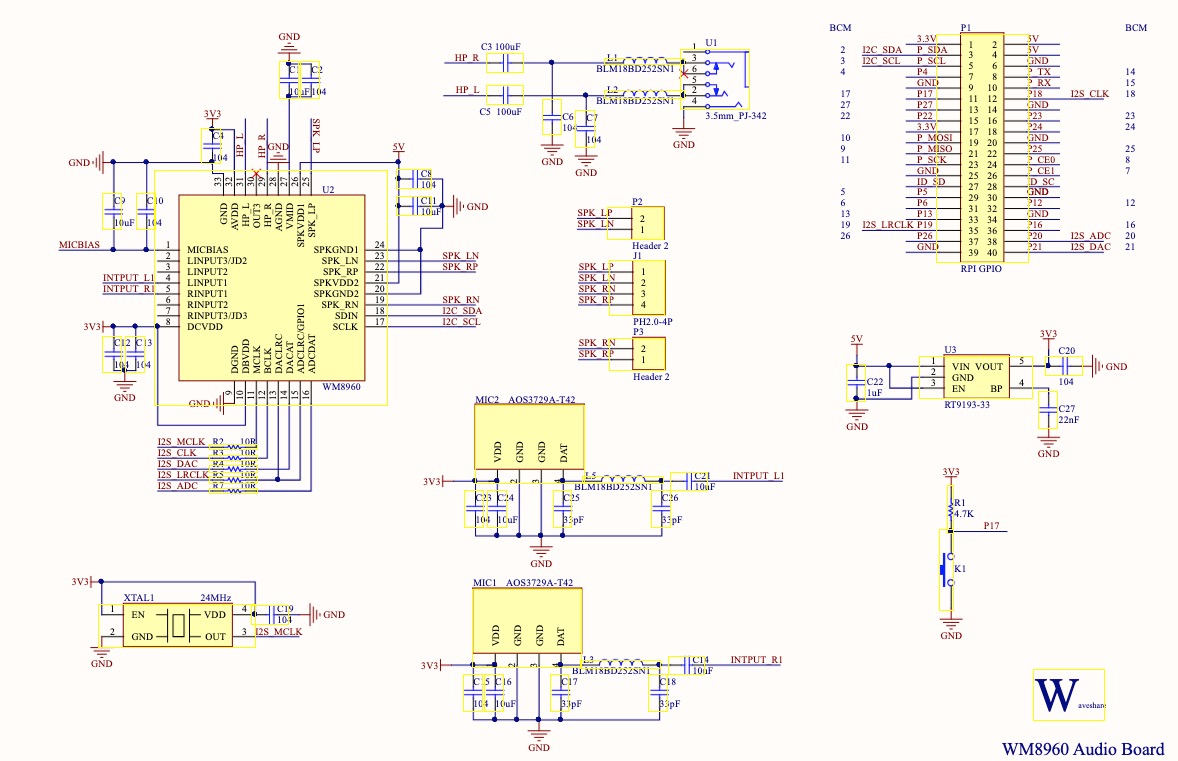 GND
C1
C2
104
3V3
C4
104
HP_L
HP_R
GND
SPK_LP
GND
33
32
31
30
29
28
27
26
25
C9
10uF
C10
104
U2
GND
AVDD
HP_L
OUT3
HP_R
AGND
VMID
SPKVDD1
SPK_LP
5V
C8
104
C11
10uF
GND
MICBIAS
1 MICBIAS
2 LINPUT3/JD2
3 LINPUT2
INTPUT_L1 4 LINPUT1
INTPUT_R1 5 RINPUT1
6 RINPUT2
7 RINPUT3/JD3
3V3 8 DCVDD
SPKGND1 24
SPK_LN 23 SPK_LN
SPK_RP 22 SPK_RP
SPKVDD2 21
SPKGND2 20
SPK_RN 19 SPK_RN
SDIN 18 I2C_SDA
SCLK 17 I2C_SCL
C12
104
C13
104
GND
DGND
DBVDD
MCLK
BCLK
DACLRC
DACAT
ADCLRC/GPIO1
ADCDAT
WM8960
GND
9
10
11
12
13
14
15
16
I2S_MCLK R2 10R
I2S_CLK R3 10R
I2S_DAC R4 10R
I2S_LRCLK R5 10R
I2S_ADC R7 10R
3V3
XTAL1 24MHz
1 EN VDD 4
2 GND OUT 3
C19
104
GND
I2S_MCLK
GND
HP_R
C3 100uF
L1
BLM18BD252SN1
HP_L
C5 100uF
L2
BLM18BD252SN1
C6
104
C7
104
GND
GND
U1
1
3
6
5
2
4
3.5mm_PJ-342
GND
P2
SPK_LP 2
SPK_LN 1
Header 2
J1
SPK_LP 1
SPK_LN 2
SPK_RN 3
SPK_RP 4
PH2.0-4P
P3
SPK_RN 2
SPK_RP 1
Header 2
MIC2 AOS3729A-T42
VDD
GND
GND
DAT
3V3
1
2
3
4
L5
BLM18BD252SN1
C21
10uF
INTPUT_L1
C23
104
C24
10uF
C25
33pF
C26
33pF
GND
MIC1 AOS3729A-T42
VDD
GND
GND
DAT
3V3
1
2
3
4
L3
BLM18BD252SN1
C14
10uF
INTPUT_R1
C15
104
C16
10uF
C17
33pF
C18
33pF
GND
BCM P1 BCM
3.3V 1 2 5V
2 I2C_SDA P_SDA 3 4 5V
3 I2C_SCL P_SCL 5 6 GND
4 P4 7 8 P_TX 14
GND 9 10 P_RX 15
17 P17 11 12 P18 I2S_CLK 18
27 P27 13 14 GND
22 P22 15 16 P23 23
3.3V 17 18 P24 24
10 P_MOSI 19 20 GND
9 P_MISO 21 22 P25 25
11 P_SCK 23 24 P_CE0 8
GND 25 26 P_CE1 7
ID_SD 27 28 ID_SC
5 P5 29 30 GND
6 P6 31 32 P12 12
13 P13 33 34 GND
19 I2S_LRCLK P19 35 36 P16 16
26 P26 37 38 P20 I2S_ADC 20
GND 39 40 P21 I2S_DAC 21
RPI GPIO
5V
C22
1uF
GND
U3
1 VIN VOUT 5
2 GND
3 EN BP 4
RT9193-33
3V3
C20
104
GND
C27
22nF
GND
3V3
R1
4.7K
P17
K1
GND
Waveshare
WM8960 Audio Board